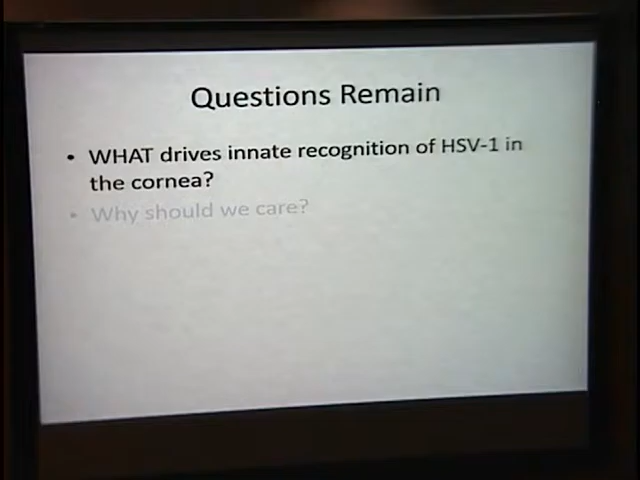 Questions Remain
• WHAT drives innate recognition of HSV-1 in
the cornea?
• Why should we care?